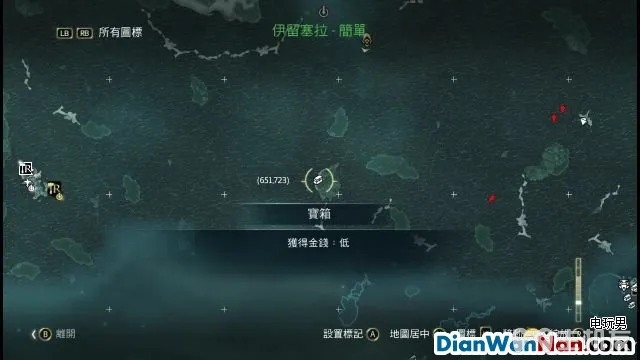 LB RB 所有圖標
伊留塞拉 - 簡單
(651,723)
寶箱
獲得金錢：低
B 離開
設置標記 A 地圖居中
电玩男
DianWanNan.com